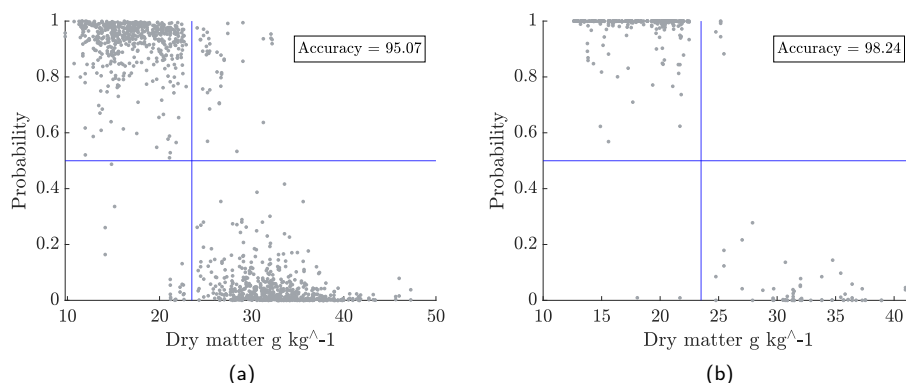 1
0.8
0.6
0.4
0.2
0
Probability
Accuracy = 95.07
10 20 30 40 50
Dry matter g kg^-1
(a)
1
0.8
0.6
0.4
0.2
0
Probability
Accuracy = 98.24
10 15 20 25 30 35 40
Dry matter g kg^-1
(b)